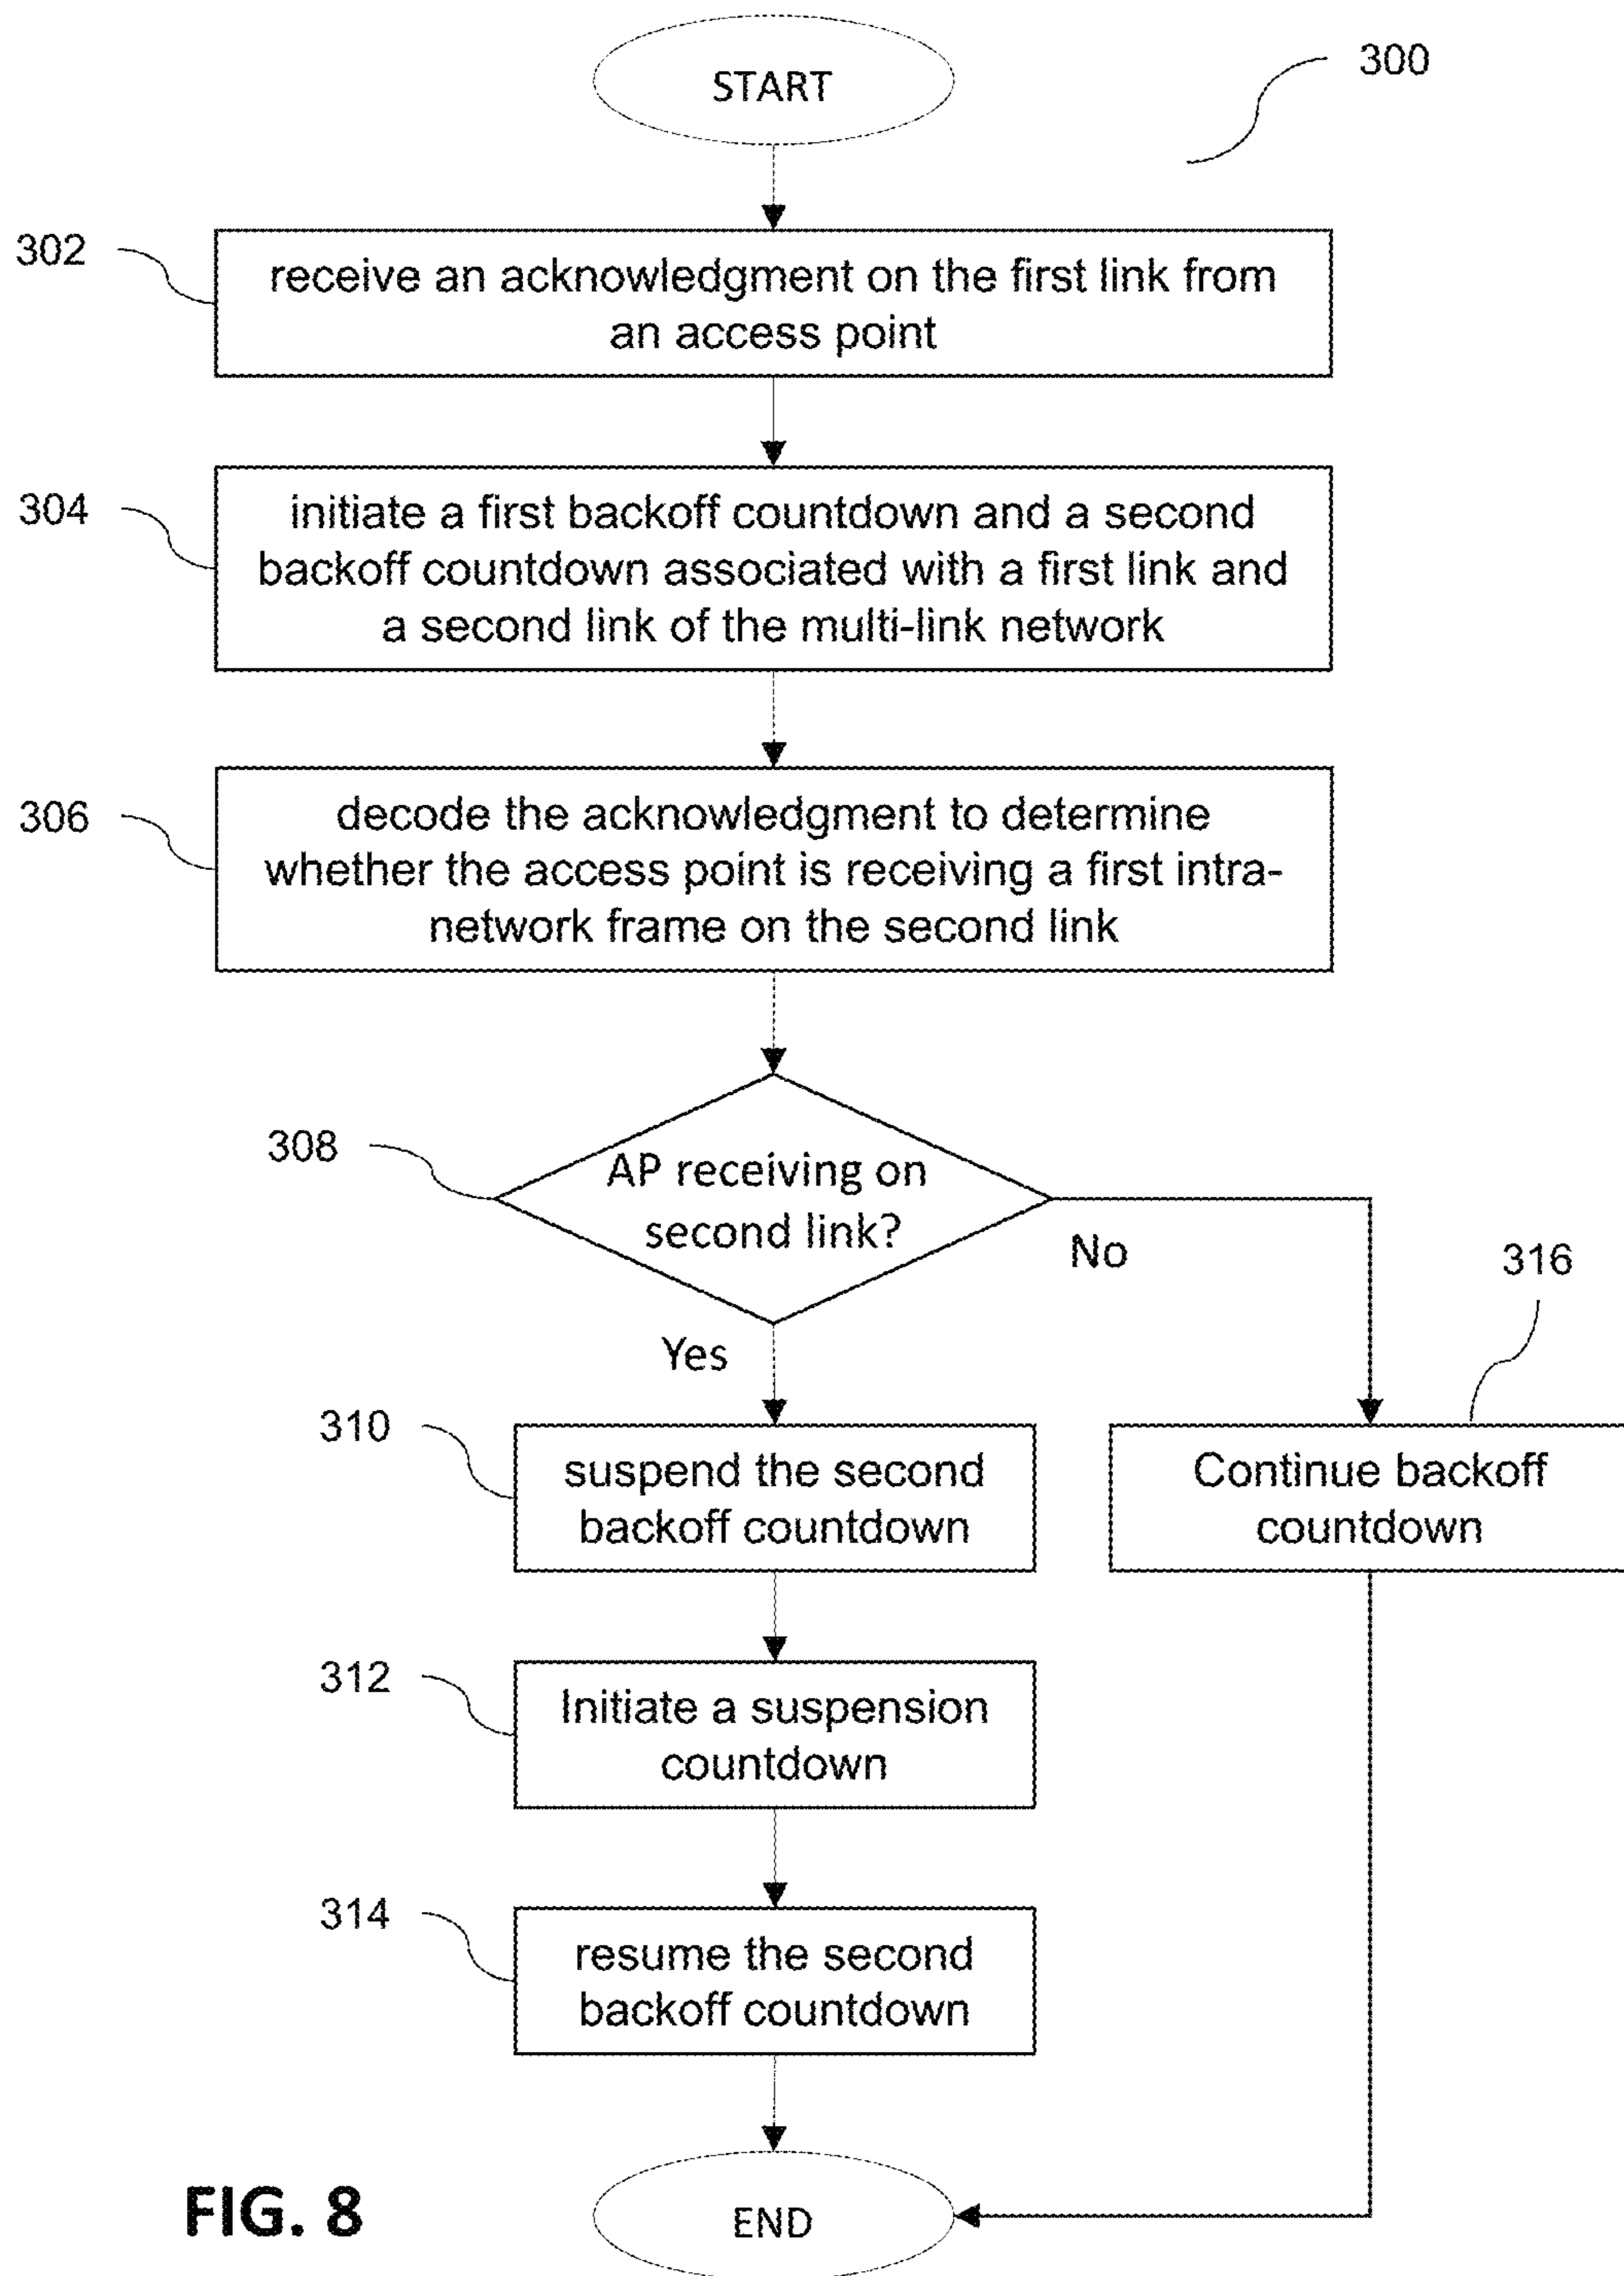 START
300
302
receive an acknowledgment on the first link from
an access point
304
initiate a first backoff countdown and a second
backoff countdown associated with a first link and
a second link of the multi-link network
306
decode the acknowledgment to determine
whether the access point is receiving a first intra-
network frame on the second link
308
AP receiving on
second link?
No
316
Yes
310
suspend the second
backoff countdown
Continue backoff
countdown
312
Initiate a suspension
countdown
314
resume the second
backoff countdown
FIG. 8
END